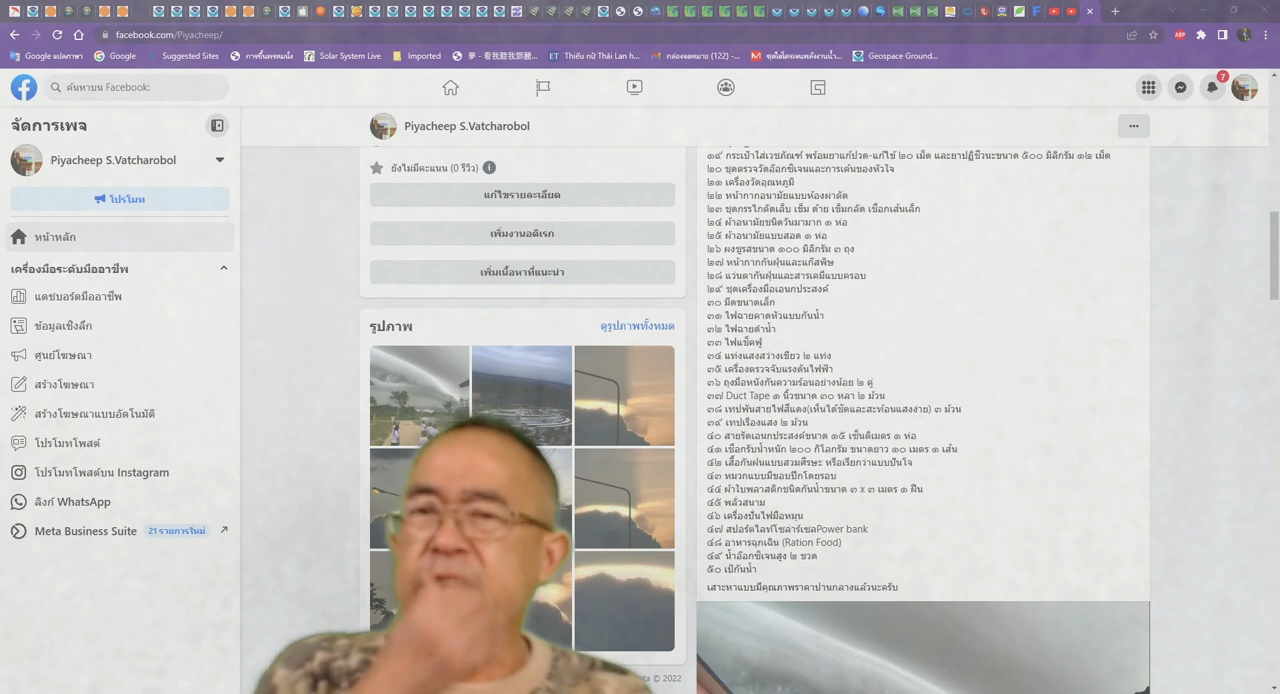 facebook.com/Piyacheep/
Google แปลภาษา
Google
Suggested Sites
การขึ้นทททนึ่ง
Solar System Live
Imported
夢 - 看我聽我鄧麗...
Thiếu nữ Thái Lan h...
กล่องจดหมาย (122) -...
ชุดไฮโดรเจนพลังงานน้ำ...
Geospace Ground...
ค้นหาบน Facebook:
7
จัดการเพจ
Piyacheep S.Vatcharobol
Piyacheep S.Vatcharobol
โปรโมท
หน้าหลัก
เครื่องมือระดับมืออาชีพ
แดชบอร์ดมืออาชีพ
ข้อมูลเชิงลึก
ศูนย์โฆษณา
สร้างโฆษณา
สร้างโฆษณาแบบอัตโนมัติ
โปรโมทโพสต์
โปรโมทโพสต์บน Instagram
ลิงก์ WhatsApp
Meta Business Suite
21 รายการใหม่
ยังไม่มีคะแนน (0 รีวิว)
แก้ไขรายละเอียด
เพิ่มงานอดิเรก
เพิ่มเนื้อหาที่แนะนำ
รูปภาพ
ดูรูปภาพทั้งหมด
© 2022
๑๙ กระเป๋าใส่เวชภัณฑ์ พร้อมยาแก้ปวด-แก้ไข้ ๒๐ เม็ด และยาปฏิชีวนะขนาด ๕๐๐ มิลิกรัม ๑๒ เม็ด
๒๐ ชุดตรวจวัดอ๊อกซิเจนและการเต้นของหัวใจ
๒๑ เครื่องวัดอุณหภูมิ
๒๒ หน้ากากอนามัยแบบห้องผ่าตัด
๒๓ ชุดกรรไกตัดเล็บ เข็ม ด้าย เข็มกลัด เชือกเส้นเล็ก
๒๔ ผ้าอนามัยชนิดวันมามาก ๑ ห่อ
๒๕ ผ้าอนามัยแบบสอด ๑ ห่อ
๒๖ ผงชูรสขนาด ๑๐๐ มิลิกรัม ๓ ถุง
๒๗ หน้ากากกันฝุ่นและแก๊สพิษ
๒๘ แว่นตากันฝุ่นและสารเคมีแบบครอบ
๒๙ ชุดเครื่องมือเอนกประสงค์
๓๐ มีดขนาดเล็ก
๓๑ ไฟฉายคาดหัวแบบกันน้ำ
๓๒ ไฟฉายดำน้ำ
๓๓ ไฟแช็คฟู่
๓๔ แท่งแสงสว่างเขียว ๒ แท่ง
๓๕ เครื่องตรวจจับแรงดันไฟฟ้า
๓๖ ถุงมือหนังกันความร้อนอย่างน้อย ๒ คู่
๓๗ Duct Tape ๑ นิ้วขนาด ๓๐ หลา ๒ ม้วน
๓๘ เทปพันสายไฟสีแดง(เห็นได้ชัดและสะท้อนแสงง่าย) ๓ ม้วน
๓๙ เทปเรืองแสง ๒ ม้วน
๔๐ สายรัดเอนกประสงค์ขนาด ๑๕ เซ็นติเมตร ๑ ห่อ
๔๑ เชือกรับน้ำหนัก ๒๐๐ กิโลกรัม ขนาดยาว ๑๐ เมตร ๑ เส้น
๔๒ เสื้อกันฝนแบบสวมศีรษะ หรือเรียกว่าแบบปันโจ
๔๓ หมวกแบบมีขอบปีกโดยรอบ
๔๔ ผ้าใบพลาสติกชนิดกันน้ำขนาด ๓ x ๓ เมตร ๑ ผืน
๔๕ พลั่วสนาม
๔๖ เครื่องปั่นไฟมือหมุน
๔๗ สปอร์ตไลท์โซล่าร์เซลPower bank
๔๘ อาหารฉุกเฉิน (Ration Food)
๔๙ น้ำอ๊อกซิเจนสูง ๒ ขวด
๕๐ เป้กันน้ำ
เสาะหาแบบมีคุณภาพราคาปานกลางแล้วนะครับ